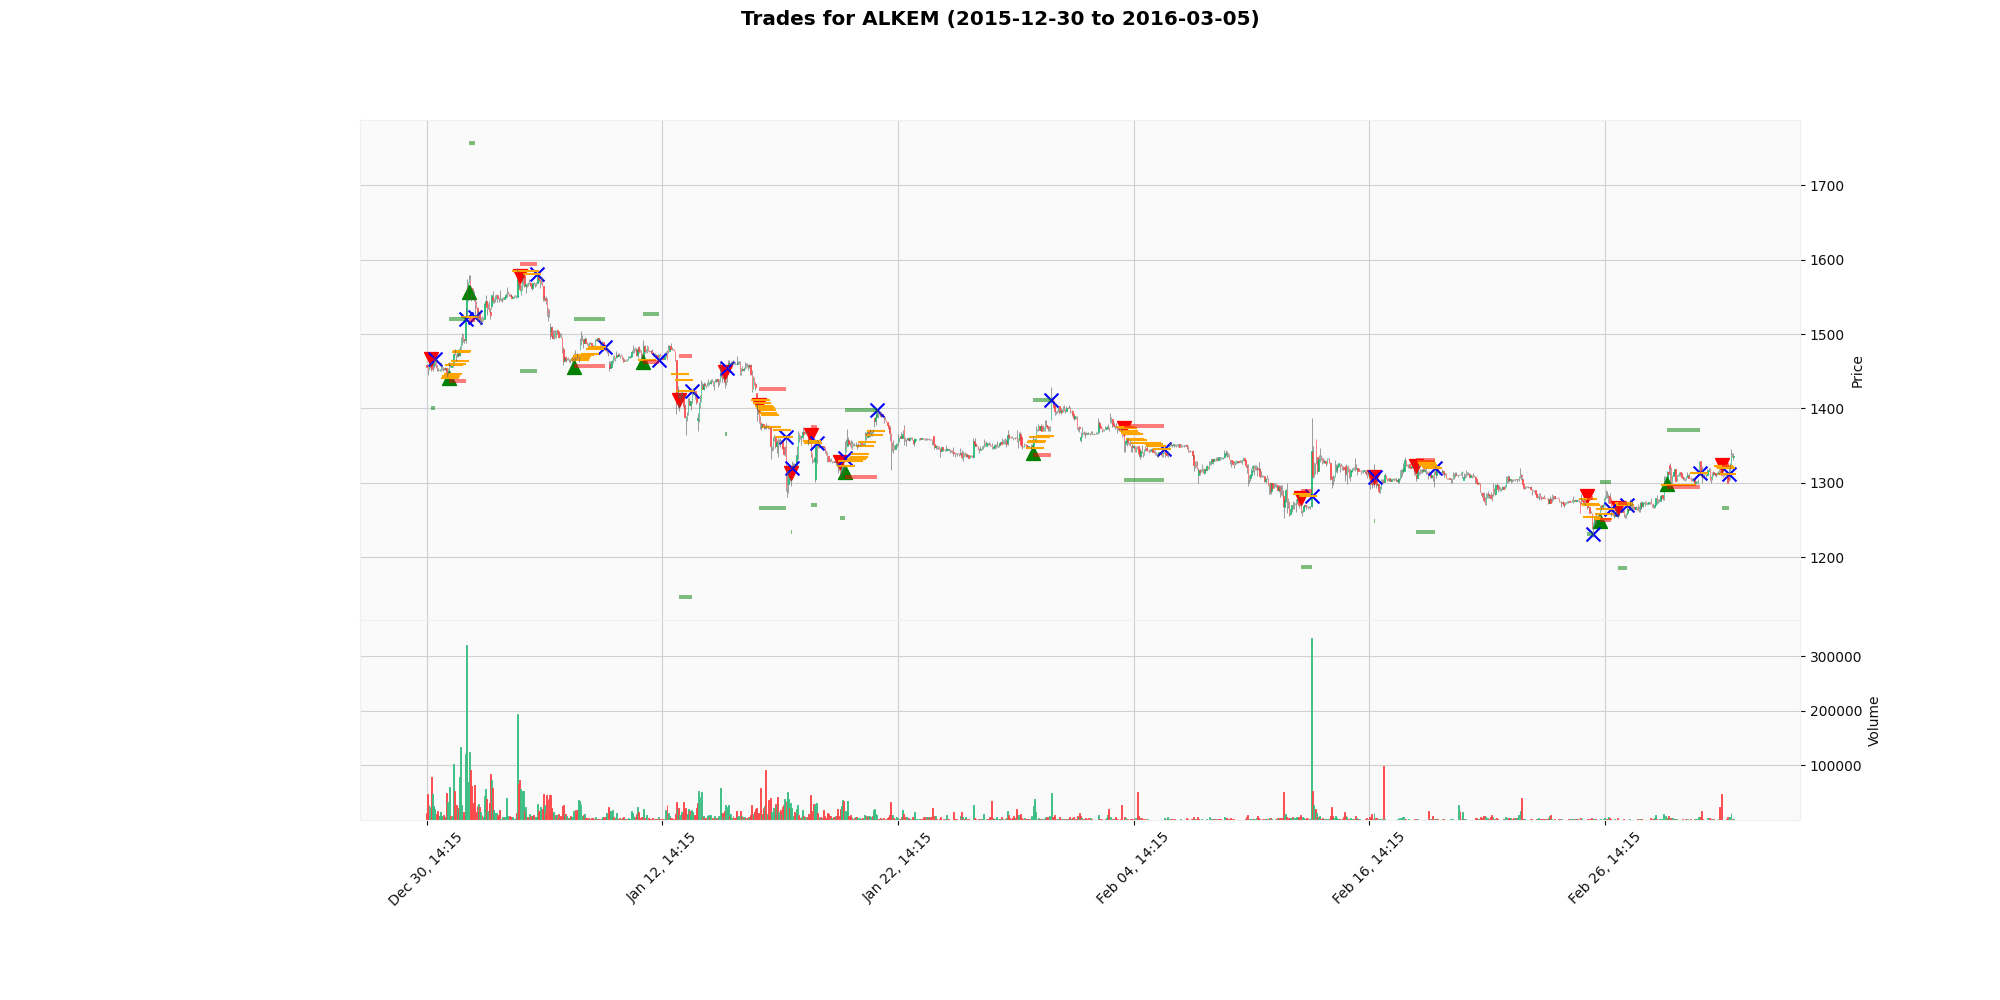 Trades for ALKEM (2015-12-30 to 2016-03-05)
1700
1600
1500
1400
1300
1200
Price
300000
200000
100000
Volume
Dec 30, 14:15
Jan 12, 14:15
Jan 22, 14:15
Feb 04, 14:15
Feb 16, 14:15
Feb 26, 14:15